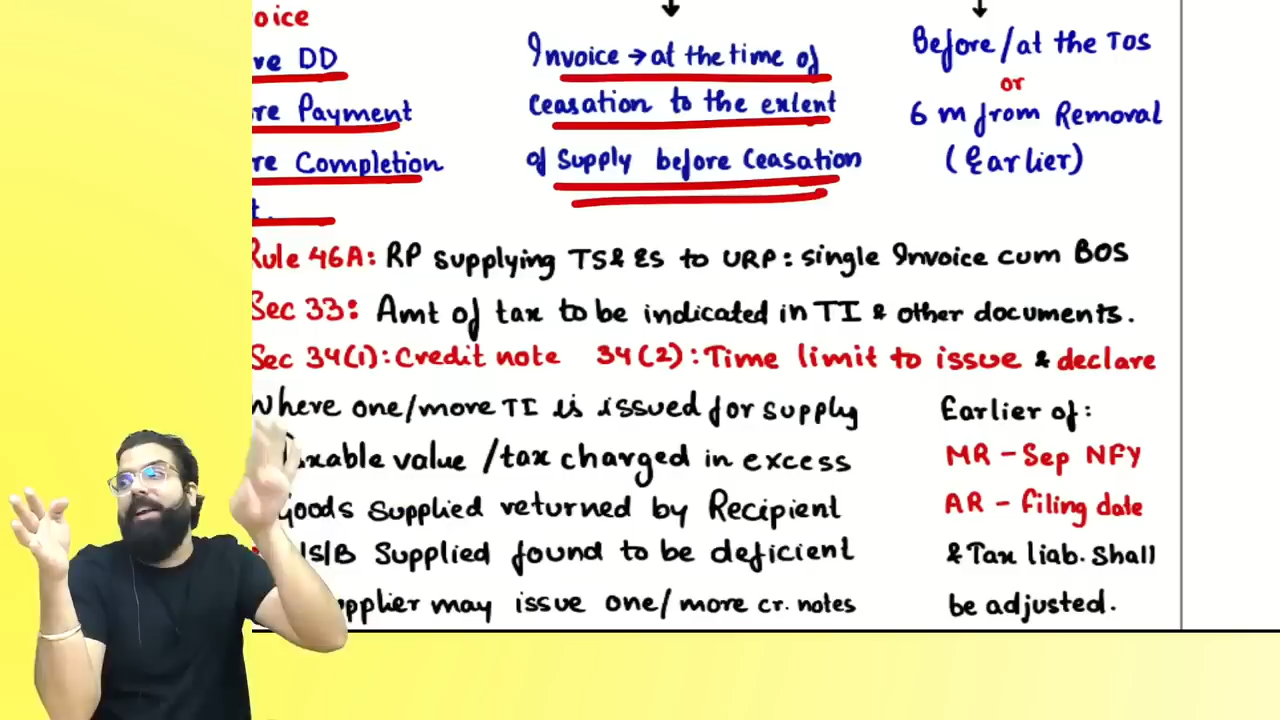 oice
ve DD
re Payment
re Completion
t.
Invoice → at the time of
Ceasation to the extent
of Supply before Ceasation
Before/at the TOS
or
6 m from Removal
(Earlier)
Rule 46A: RP supplying TS & ES to URP: single Invoice cum BOS
Sec 33: Amt of tax to be indicated in TI & other documents.
Sec 34(1): Credit note 34(2): Time limit to issue & declare
Where one/more TI is issued for supply
axable value /tax charged in excess
Goods supplied returned by Recipient
/S/B Supplied found to be deficient
pplier may issue one/more cr. notes
Earlier of:
MR - Sep NFY
AR - filing date
& Tax liab. Shall
be adjusted.